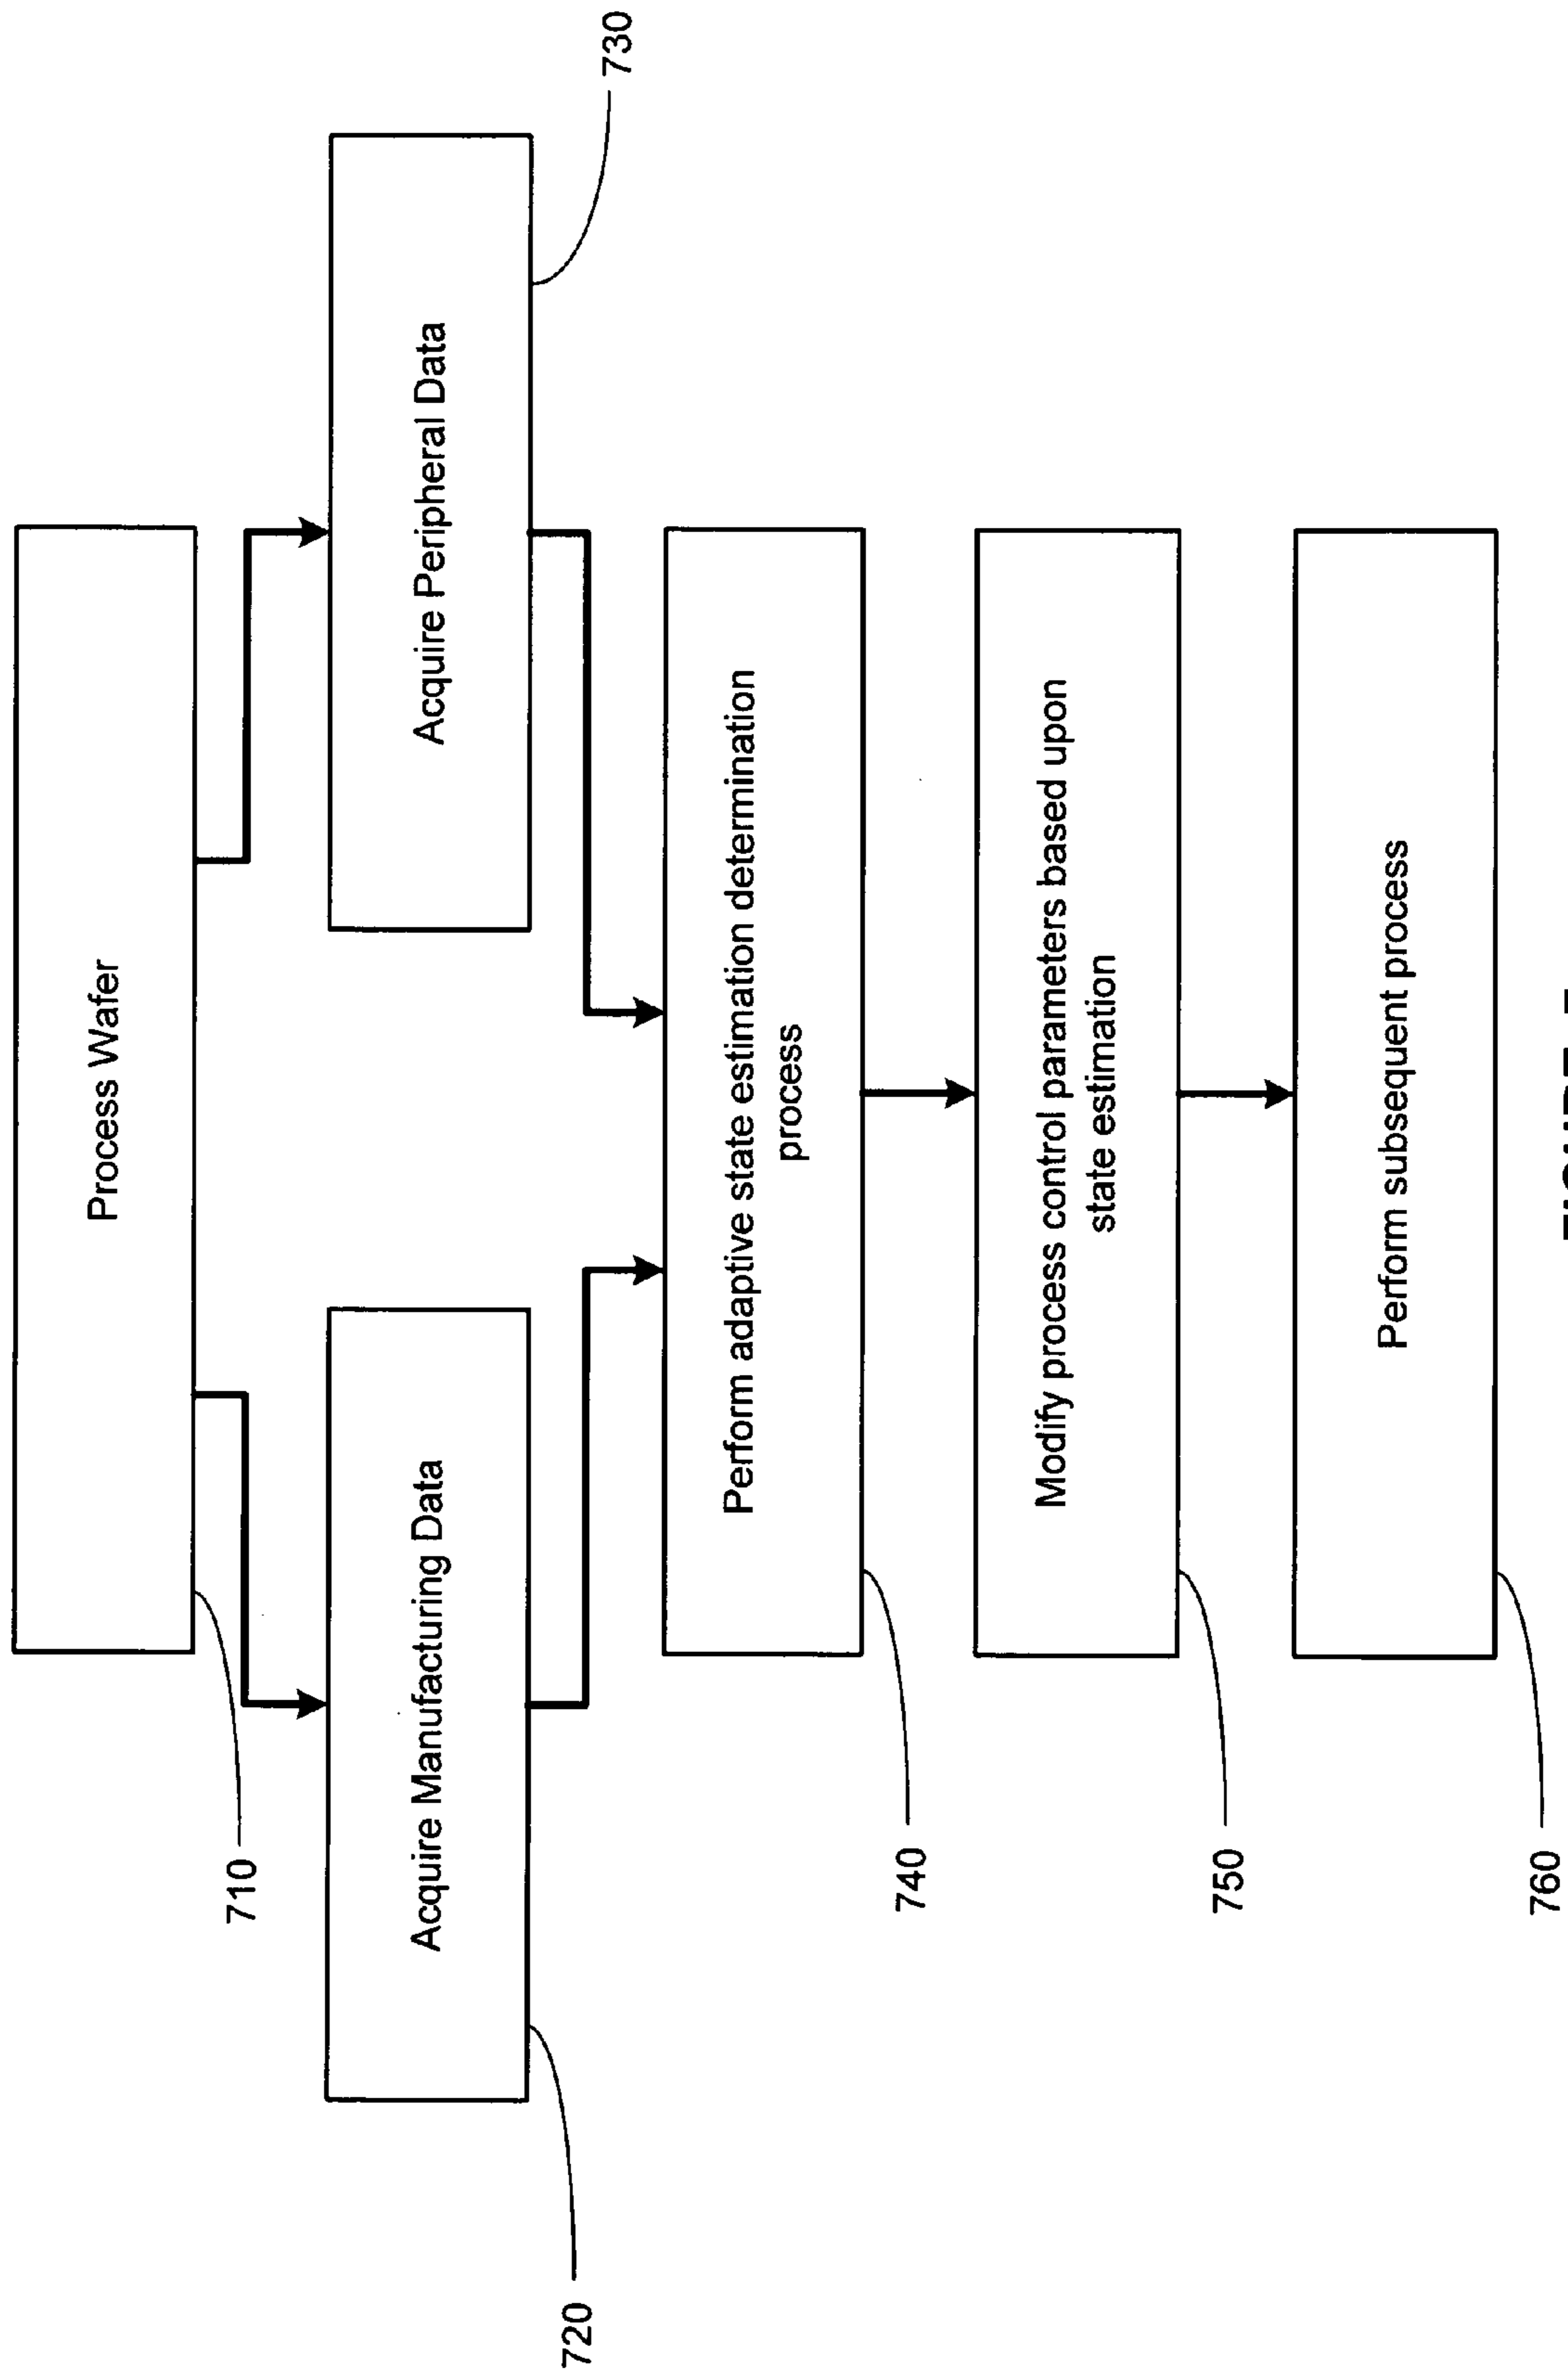 Process Wafer
710
Acquire Manufacturing Data
720
Acquire Peripheral Data
730
Perform adaptive state estimation determination
process
740
Modify process control parameters based upon
state estimation
750
Perform subsequent process
760